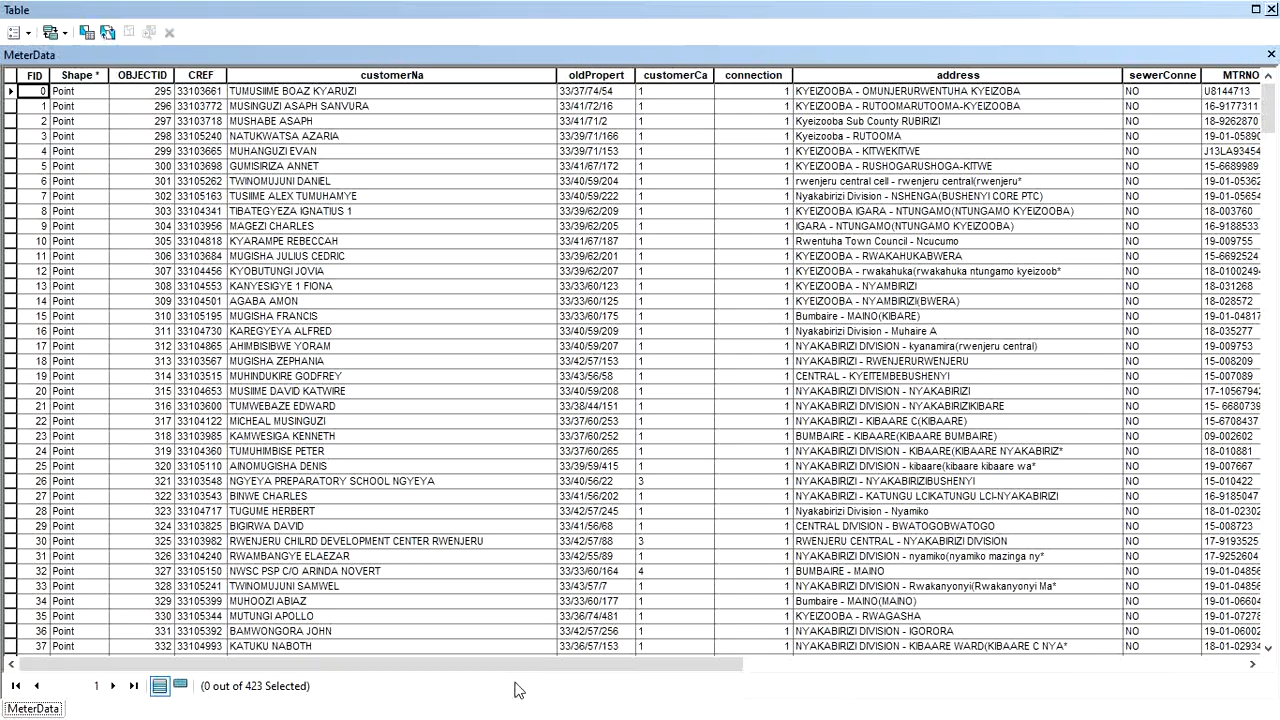 Table
MeterData
FID Shape * OBJECTID CREF customerNa oldPropert customerCa connection address sewerConne MTRNO
0 Point 295 33103661 TUMUSIIME BOAZ KYARUZI 33/37/74/54 1 1 KYEIZOOBA - OMUNJERURWENTUHA KYEIZOBA NO U8144713
1 Point 296 33103772 MUSINGUZI ASAPH SANVURA 33/41/72/16 1 1 KYEIZOOBA - RUTOOMARUTOOMA-KYEIZOOBA NO 16-9177311
2 Point 297 33103718 MUSHABE ASAPH 33/41/71/2 1 1 Kyeizooba Sub County RUBIRIZI NO 18-9262870
3 Point 298 33105240 NATUKWATSA AZARIA 33/39/71/166 1 1 Kyeizooba - RUTOOMA NO 19-01-05890
4 Point 299 33103665 MUHANGUZI EVAN 33/39/71/153 1 1 KYEIZOOBA - KITWEKITWE NO J13LA93454
5 Point 300 33103698 GUMISIRIZA ANNET 33/41/67/172 1 1 KYEIZOOBA - RUSHOGARUSHOGA-KITWE NO 15-6689989
6 Point 301 33105262 TWINOMUJUNI DANIEL 33/40/59/204 1 1 rwenjeru central cell - rwenjeru central(rwenjeru* NO 19-01-05362
7 Point 302 33105163 TUSIIME ALEX TUMUHAMYE 33/40/59/222 1 1 Nyakabirizi Division - NSHENGA(BUSHENYI CORE PTC) NO 19-01-05654
8 Point 303 33104341 TIBATEGYEZA IGNATIUS 1 33/39/62/209 1 1 KYEIZOOBA IGARA - NTUNGAMO(NTUNGAMO KYEIZOOBA) NO 18-003760
9 Point 304 33103956 MAGEZI CHARLES 33/39/62/205 1 1 IGARA - NTUNGAMO(NTUNGAMO KYEIZOOBA) NO 16-9188533
10 Point 305 33104818 KYARAMPE REBECCAH 33/41/67/187 1 1 Rwentuha Town Council - Ncucumo NO 19-009755
11 Point 306 33103684 MUGISHA JULIUS CEDRIC 33/39/62/201 1 1 KYEIZOOBA - RWAKAHUKABWERA NO 15-6692524
12 Point 307 33104456 KYOBUTUNGI JOVIA 33/39/62/207 1 1 KYEIZOOBA - rwakahuka(rwakahuka ntungamo kyeizoob* NO 18-0100249
13 Point 308 33104553 KANYESIGYE 1 FIONA 33/33/60/123 1 1 KYEIZOOBA - NYAMBIRIZI NO 18-031268
14 Point 309 33104501 AGABA AMON 33/33/60/125 1 1 KYEIZOOBA - NYAMBIRIZI(BWERA) NO 18-028572
15 Point 310 33105195 MUGISHA FRANCIS 33/33/60/175 1 1 Bumbaire - MAINO(KIBARE) NO 19-01-04817
16 Point 311 33104730 KAREGYEYA ALFRED 33/40/59/209 1 1 Nyakabirizi Division - Muhaire A NO 18-035277
17 Point 312 33104865 AHIMBISIBWE YORAM 33/42/59/207 1 1 NYAKABIRIZI DIVISION - kyanamira(rwenjeru central) NO 19-009753
18 Point 313 33103567 MUGISHA ZEPHANIA 33/42/57/153 1 1 NYAKABIRIZI - RWENJERURWENJERU NO 15-008209
19 Point 314 33103515 MUHINDUKIRE GODFREY 33/43/56/58 1 1 CENTRAL - KYEITEMBEBUSHENYI NO 15-007089
20 Point 315 33104653 MUSIIME DAVID KATWIRE 33/40/59/208 1 1 NYAKABIRIZI DIVISION - NYAKABIRIZI NO 17-1056794
21 Point 316 33103600 TUMWEBAZE EDWARD 33/38/44/151 1 1 NYAKABIRIZI DIVISION - NYAKABIRIZIKIBARE NO 15- 6680739
22 Point 317 33104122 MICHEAL MUSINGUZI 33/37/60/253 1 1 NYAKABIRIZI - KIBAARE C(KIBAARE) NO 15-6708437
23 Point 318 33103985 KAMWESIGA KENNETH 33/37/60/252 1 1 BUMBAIRE - KIBAARE(KIBAARE BUMBAIRE) NO 09-002602
24 Point 319 33104360 TUMUHIMBISE PETER 33/37/60/265 1 1 NYAKABIRIZI DIVISION - KIBAARE(KIBAARE NYAKABIRIZ* NO 18-010881
25 Point 320 33105110 AINOMUGISHA DENIS 33/39/59/415 1 1 NYAKABIRIZI DIVISION - kibaare(kibaare kibaare wa* NO 19-007667
26 Point 321 33103548 NGYEYA PREPARATORY SCHOOL NGYEYA 33/40/56/22 3 1 NYAKABIRIZI - NYAKABIRIZIBUSHENYI NO 15-010422
27 Point 322 33103543 BINWE CHARLES 33/41/56/202 1 1 NYAKABIRIZI - KATUNGU LCIKATUNGU LCI-NYAKABIRIZI NO 16-9185047
28 Point 323 33104717 TUGUME HERBERT 33/42/57/245 1 1 Nyakabirizi Division - Nyamiko NO 18-01-02302
29 Point 324 33103825 BIGIRWA DAVID 33/41/56/68 1 1 CENTRAL DIVISION - BWATOGOBWATOGO NO 15-008723
30 Point 325 33103982 RWENJERU CHILRD DEVELOPMENT CENTER RWENJERU 33/42/57/88 3 1 RWENJERU CENTRAL - NYAKABIRIZI DIVISION NO 17-9193525
31 Point 326 33104240 RWAMBANGYE ELAEZAR 33/42/55/89 1 1 NYAKABIRIZI DIVISION - nyamiko(nyamiko mazinga ny* NO 17-9252604
32 Point 327 33105150 NWSC PSP C/O ARINDA NOVERT 33/33/60/164 4 1 BUMBAIRE - MAINO NO 19-01-04856
33 Point 328 33105241 TWINOMUJUNI SAMWEL 33/43/57/7 1 1 NYAKABIRIZI DIVISION - Rwakanyonyi(Rwakanyonyi Ma* NO 19-01-04856
34 Point 329 33105399 MUHOOZI ABIAZ 33/33/60/177 1 1 Bumbaire - MAINO(MAINO) NO 19-01-06604
35 Point 330 33105344 MUTUNGI APOLLO 33/36/74/481 1 1 KYEIZOOBA - RWAGASHA NO 19-01-07278
36 Point 331 33105392 BAMWONGORA JOHN 33/42/57/256 1 1 NYAKABIRIZI DIVISION - IGORORA NO 19-01-06002
37 Point 332 33104993 KATUKU NABOTH 33/36/57/153 1 1 NYAKABIRIZI DIVISION - KIBAARE WARD(KIBAARE C NYA* NO 18-01-02934
1 (0 out of 423 Selected)
MeterData